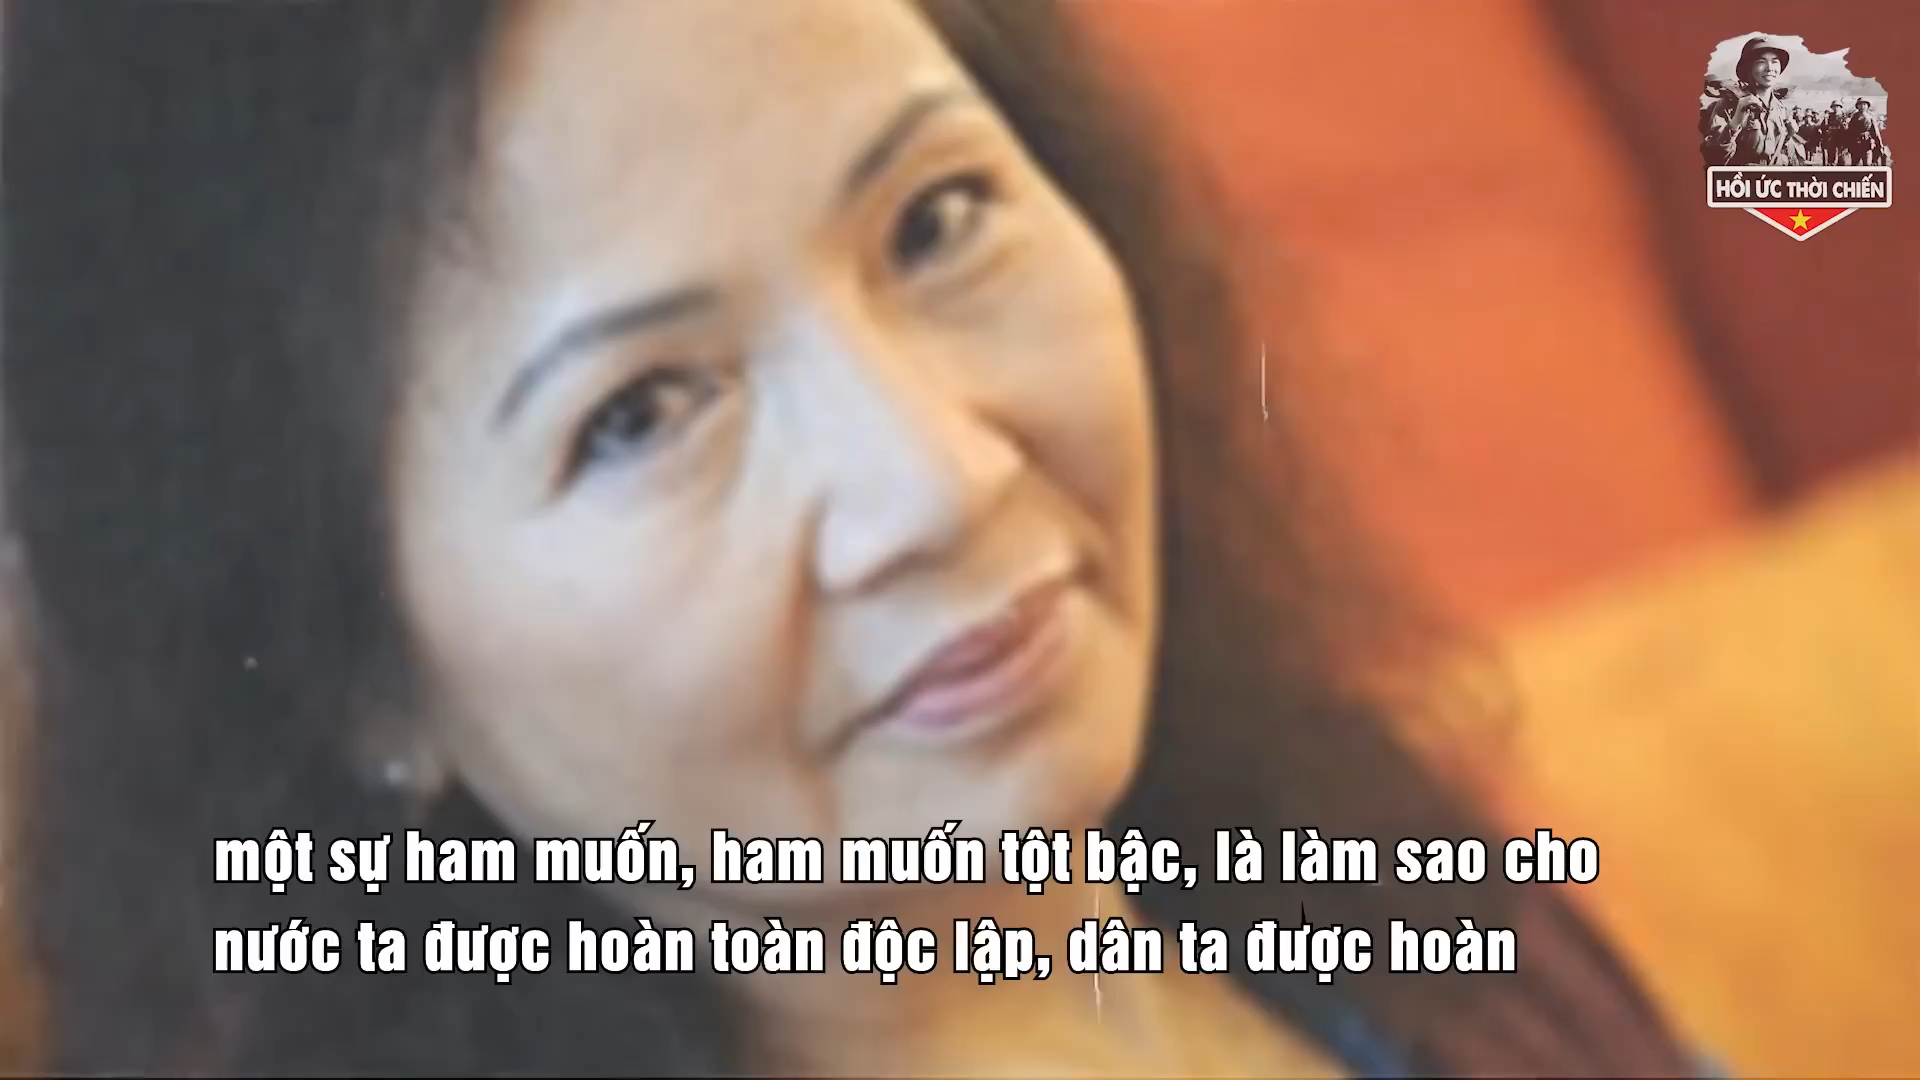 HỒI ỨC THỜI CHIẾN
một sự ham muốn, ham muốn tột bậc, là làm sao cho
nước ta được hoàn toàn độc lập, dân ta được hoàn